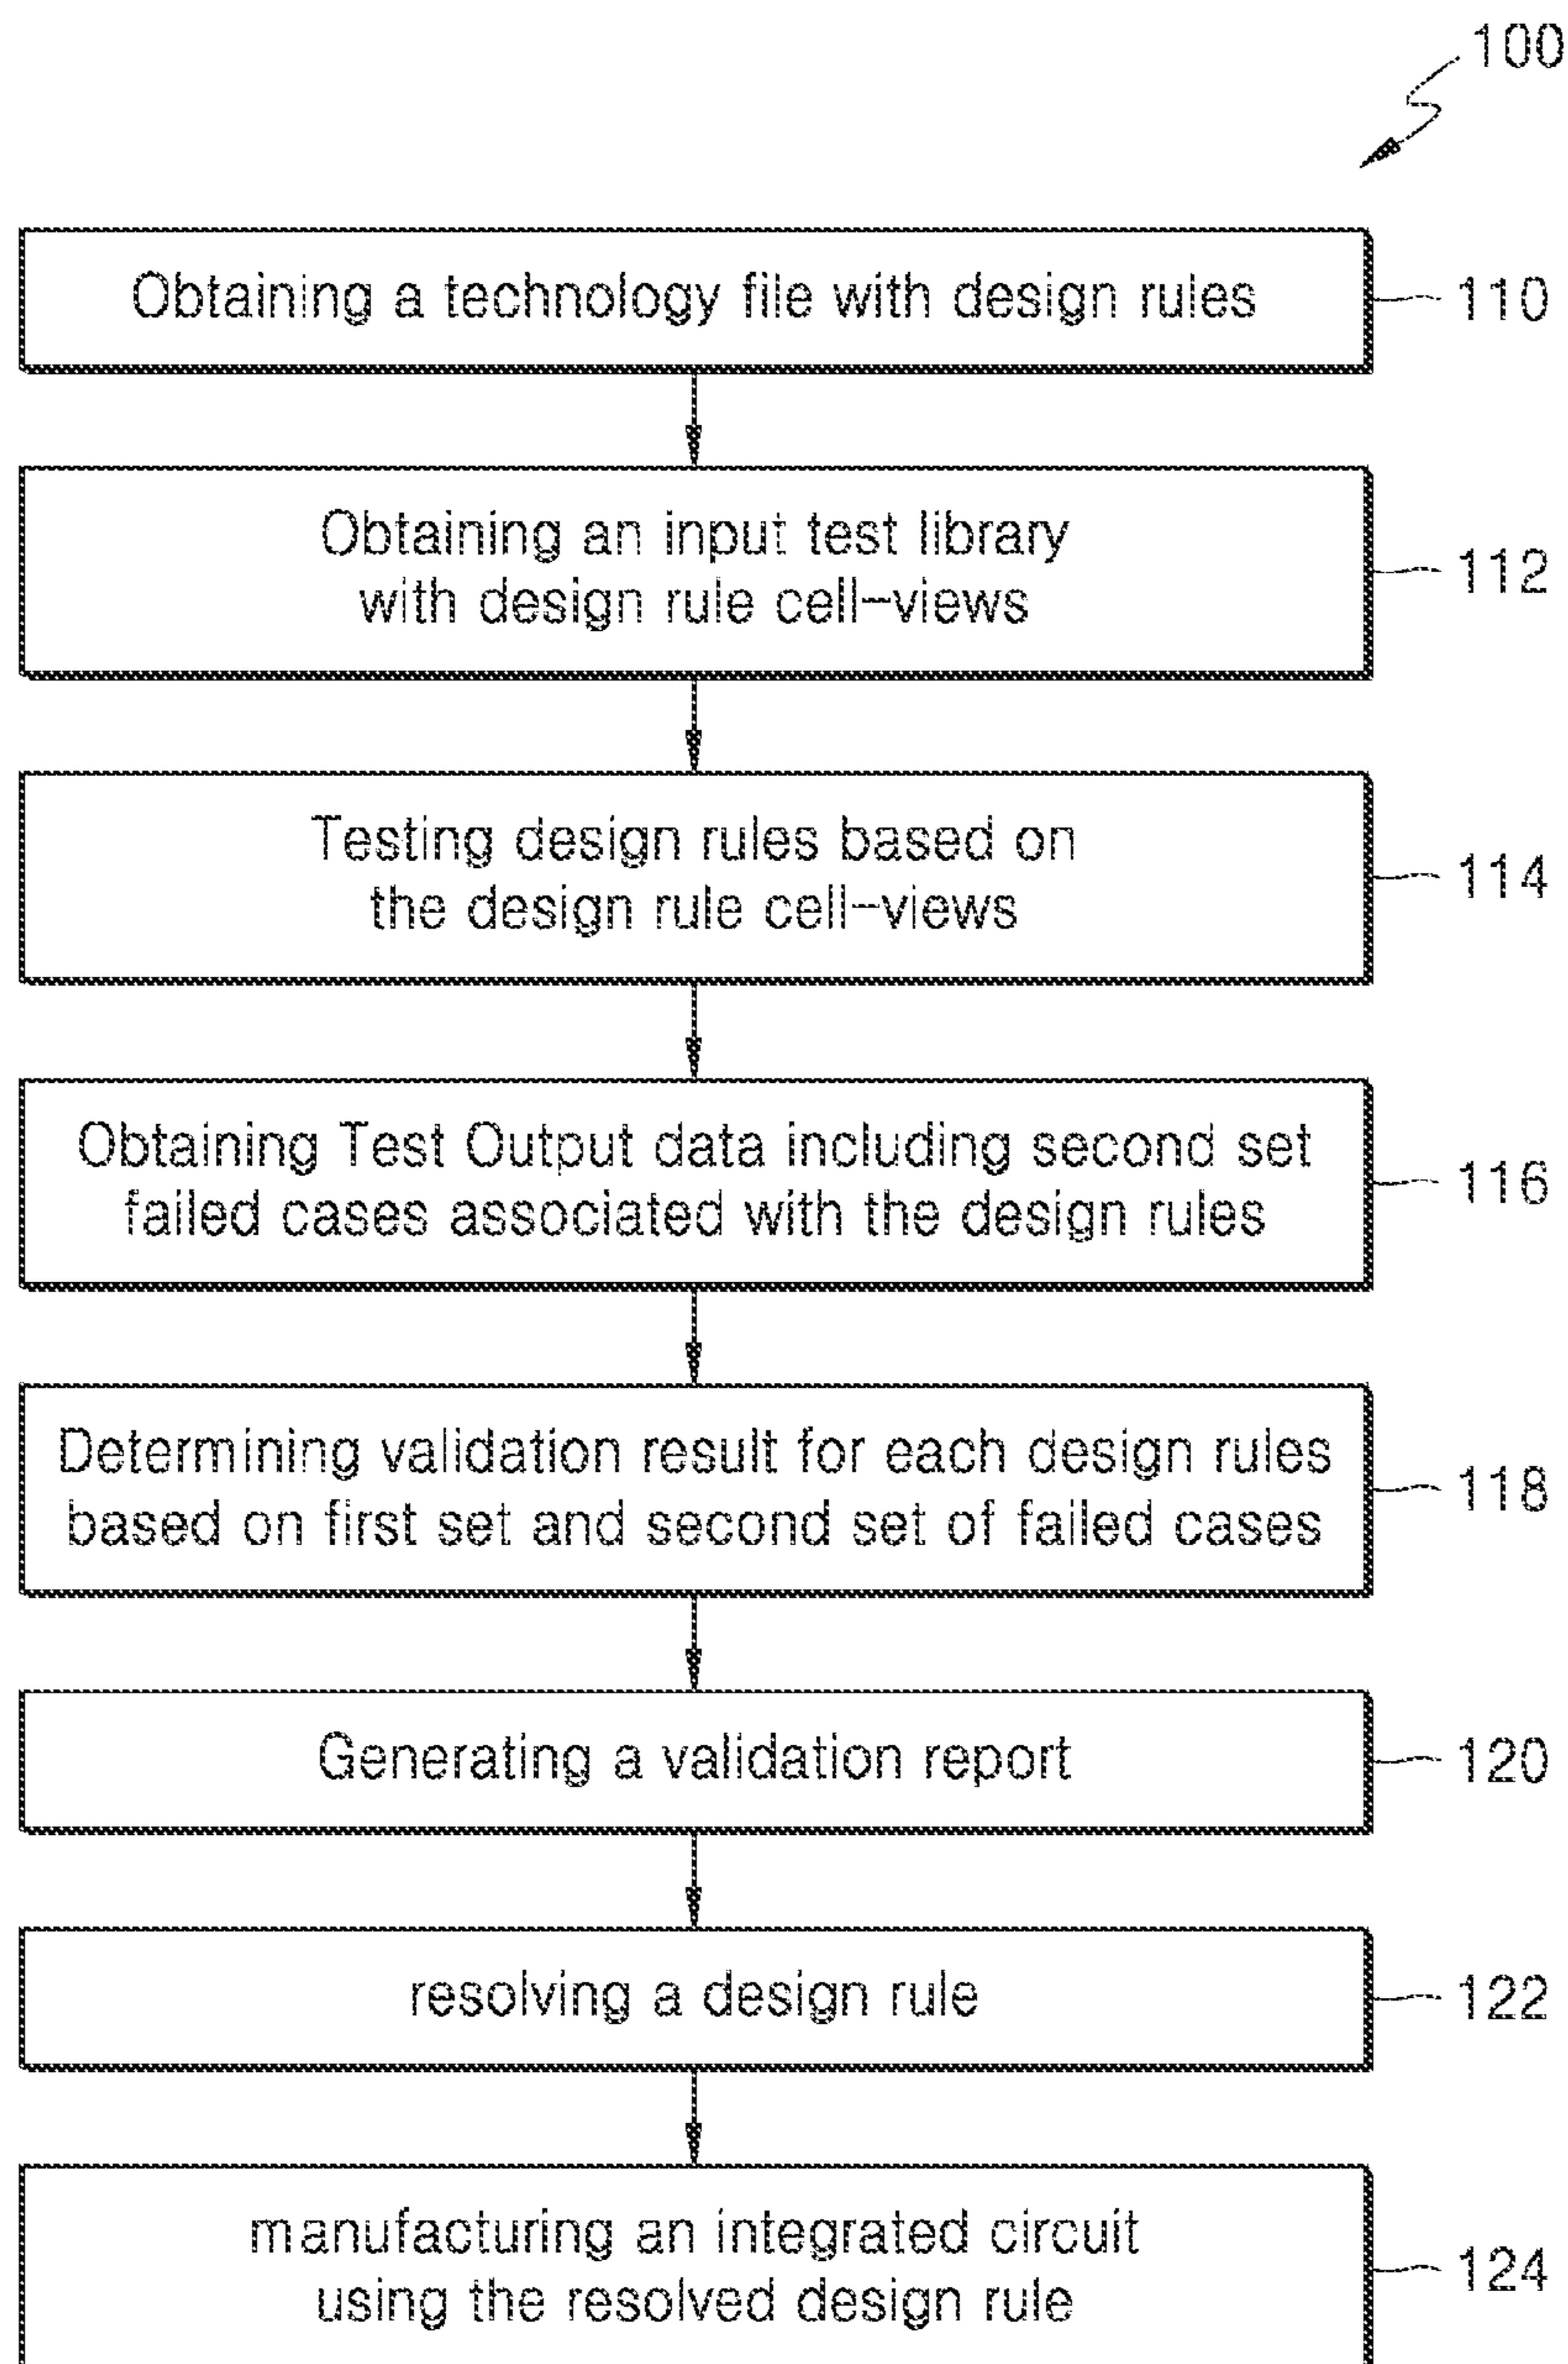 100
Obtaining a technology file with design rules
110
Obtaining an input test library
with design rule cell-views
112
Testing design rules based on
the design rule cell-views
114
Obtaining Test Output data including second set
failed cases associated with the design rules
116
Determining validation result for each design rules
based on first set and second set of failed cases
118
Generating a validation report
120
resolving a design rule
122
manufacturing an integrated circuit
using the resolved design rule
124